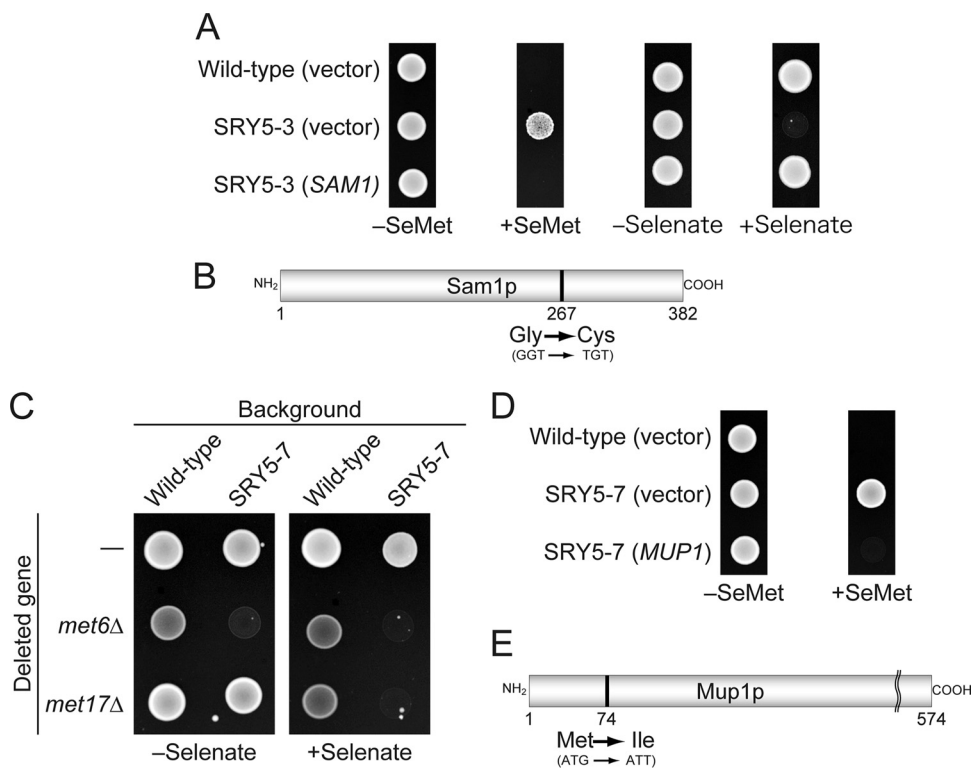 A
Wild-type (vector)
SRY5-3 (vector)
SRY5-3 (SAM1)
–SeMet
+SeMet
–Selenate
+Selenate
B
NH2
Sam1p
COOH
1
267
382
Gly → Cys
(GGT → TGT)
C
Background
Wild-type
SRY5-7
Wild-type
SRY5-7
Deleted gene
—
met6Δ
met17Δ
–Selenate
+Selenate
D
Wild-type (vector)
SRY5-7 (vector)
SRY5-7 (MUP1)
–SeMet
+SeMet
E
NH2
Mup1p
COOH
1
74
574
Met → Ile
(ATG → ATT)